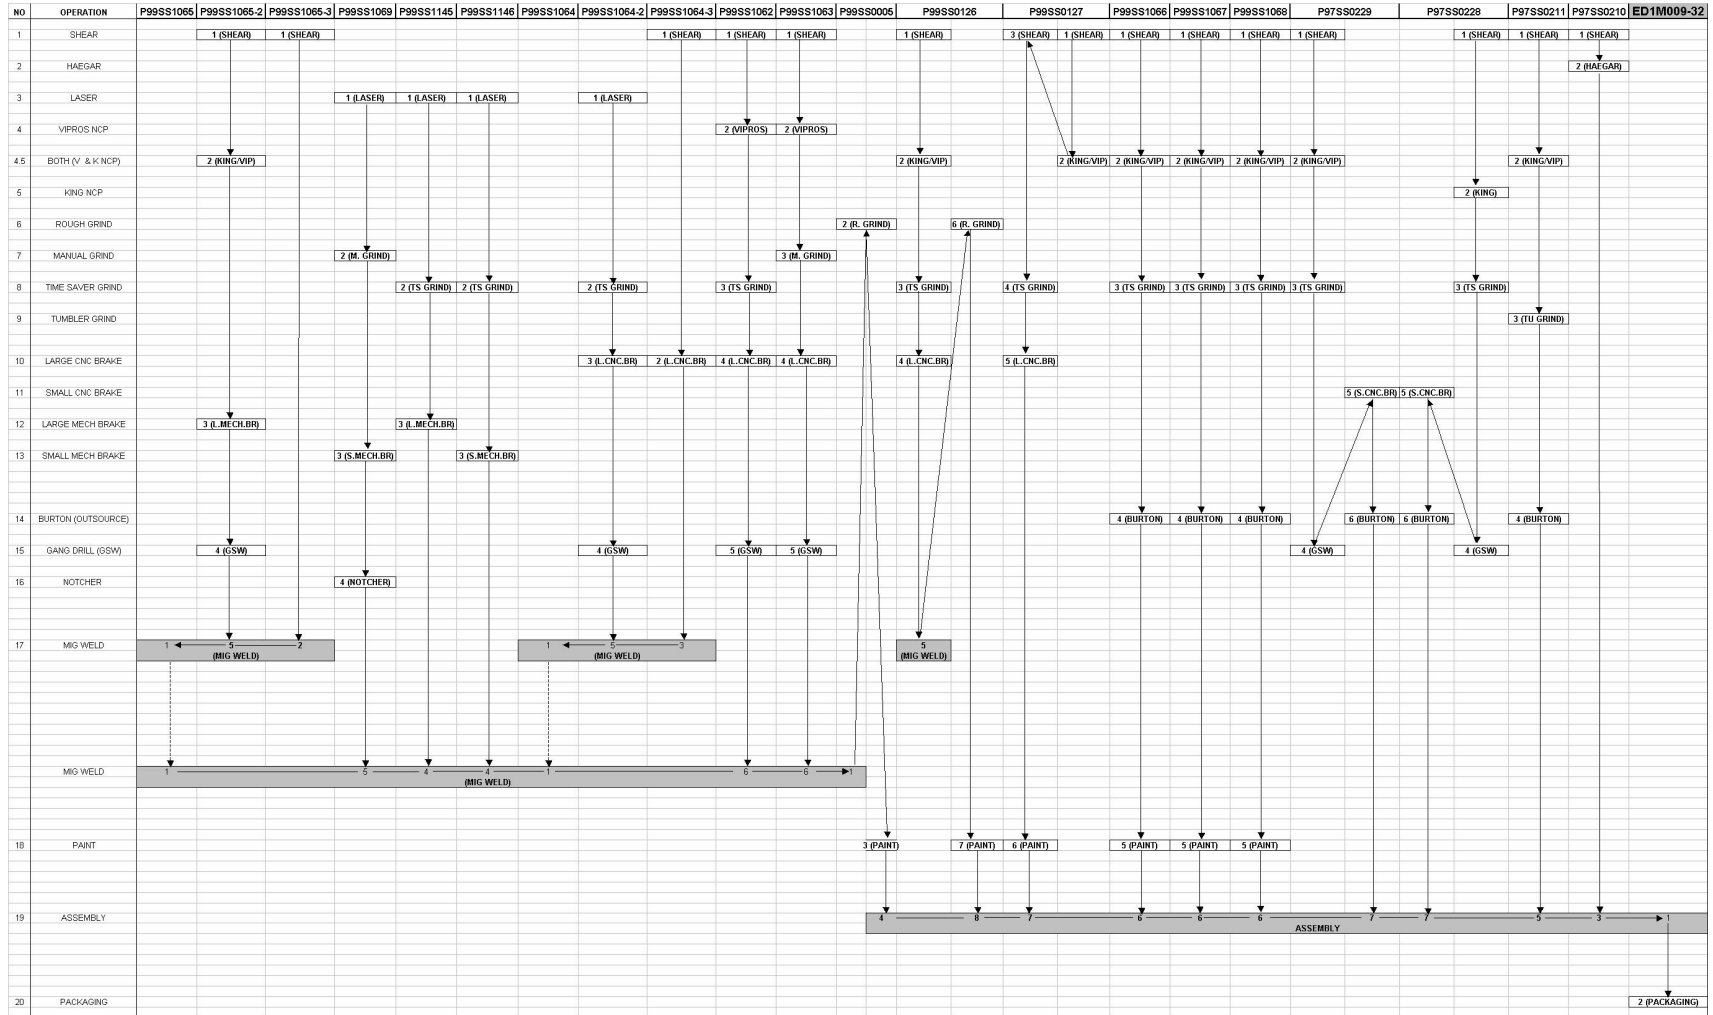 NO OPERATION P99SS1065 P99SS1065-2 P99SS1065-3 P99SS1069 P99SS1145 P99SS1146 P99SS1064 P99SS1064-2 P99SS1064-3 P99SS1062 P99SS1063 P99SS0005 P99SS0126 P99SS0127 P99SS1066 P99SS1067 P99SS1068 P97SS0229 P97SS0228 P97SS0211 P97SS0210 ED1M009-32
1 SHEAR 1 (SHEAR) 1 (SHEAR) 1 (SHEAR) 1 (SHEAR) 1 (SHEAR) 1 (SHEAR) 3 (SHEAR) 1 (SHEAR) 1 (SHEAR) 1 (SHEAR) 1 (SHEAR) 1 (SHEAR) 1 (SHEAR) 1 (SHEAR) 1 (SHEAR)
2 HAEGAR 2 (HAEGAR)
3 LASER 1 (LASER) 1 (LASER) 1 (LASER) 1 (LASER)
4 VIPROS NCP 2 (VIPROS) 2 (VIPROS)
4.5 BOTH (V & K NCP) 2 (KING/VIP) 2 (KING/VIP) 2 (KING/VIP) 2 (KING/VIP) 2 (KING/VIP) 2 (KING/VIP) 2 (KING/VIP) 2 (KING/VIP)
5 KING NCP 2 (KING)
6 ROUGH GRIND 2 (R. GRIND) 6 (R. GRIND)
7 MANUAL GRIND 2 (M. GRIND) 3 (M. GRIND)
8 TIME SAVER GRIND 2 (TS GRIND) 2 (TS GRIND) 2 (TS GRIND) 3 (TS GRIND) 3 (TS GRIND) 4 (TS GRIND) 3 (TS GRIND) 3 (TS GRIND) 3 (TS GRIND) 3 (TS GRIND) 3 (TS GRIND)
9 TUMBLER GRIND 3 (TU GRIND)
10 LARGE CNC BRAKE 3 (L.CNC.BR) 2 (L.CNC.BR) 4 (L.CNC.BR) 4 (L.CNC.BR) 4 (L.CNC.BR) 5 (L.CNC.BR)
11 SMALL CNC BRAKE 5 (S.CNC.BR) 5 (S.CNC.BR)
12 LARGE MECH BRAKE 3 (L.MECH.BR) 3 (L.MECH.BR)
13 SMALL MECH BRAKE 3 (S.MECH.BR) 3 (S.MECH.BR)
14 BURTON (OUTSOURCE) 4 (BURTON) 4 (BURTON) 4 (BURTON) 6 (BURTON) 6 (BURTON) 4 (BURTON)
15 GANG DRILL (GSW) 4 (GSW) 4 (GSW) 5 (GSW) 5 (GSW) 4 (GSW) 4 (GSW)
16 NOTCHER 4 (NOTCHER)
17 MIG WELD 1 5 2 1 5 3 5
(MIG WELD) (MIG WELD) (MIG WELD)
MIG WELD 1 5 4 4 1 6 6 1
(MIG WELD)
18 PAINT 3 (PAINT) 7 (PAINT) 6 (PAINT) 5 (PAINT) 5 (PAINT) 5 (PAINT)
19 ASSEMBLY 4 8 7 6 6 6 7 7 5 3 1
ASSEMBLY
20 PACKAGING 2 (PACKAGING)